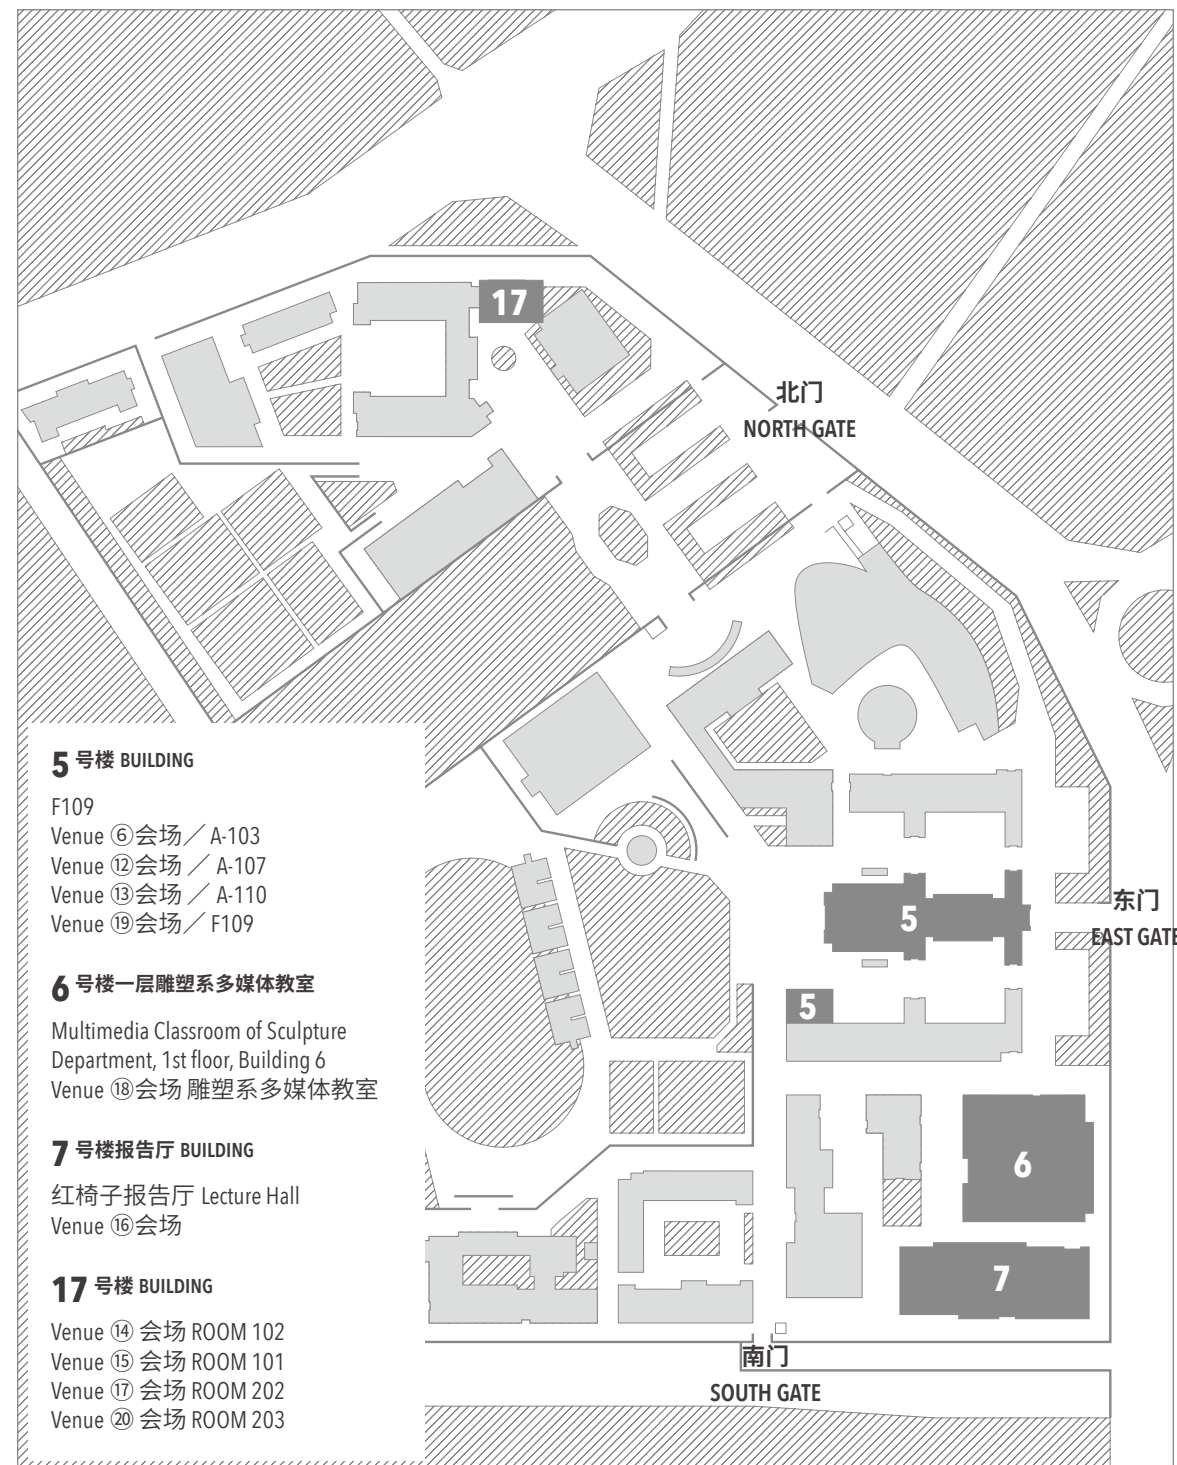 17
北门
NORTH GATE
5
东门
EAST GATE
5
6
7
南门
SOUTH GATE
5 号楼 BUILDING
F109
Venue ⑥会场／ A-103
Venue ⑫会场 ／ A-107
Venue ⑬会场 ／ A-110
Venue ⑲会场／ F109
6 号楼一层雕塑系多媒体教室
Multimedia Classroom of Sculpture
Department, 1st floor, Building 6
Venue ⑱会场 雕塑系多媒体教室
7 号楼报告厅 BUILDING
红椅子报告厅 Lecture Hall
Venue ⑯会场
17 号楼 BUILDING
Venue ⑭ 会场 ROOM 102
Venue ⑮ 会场 ROOM 101
Venue ⑰ 会场 ROOM 202
Venue ⑳ 会场 ROOM 203